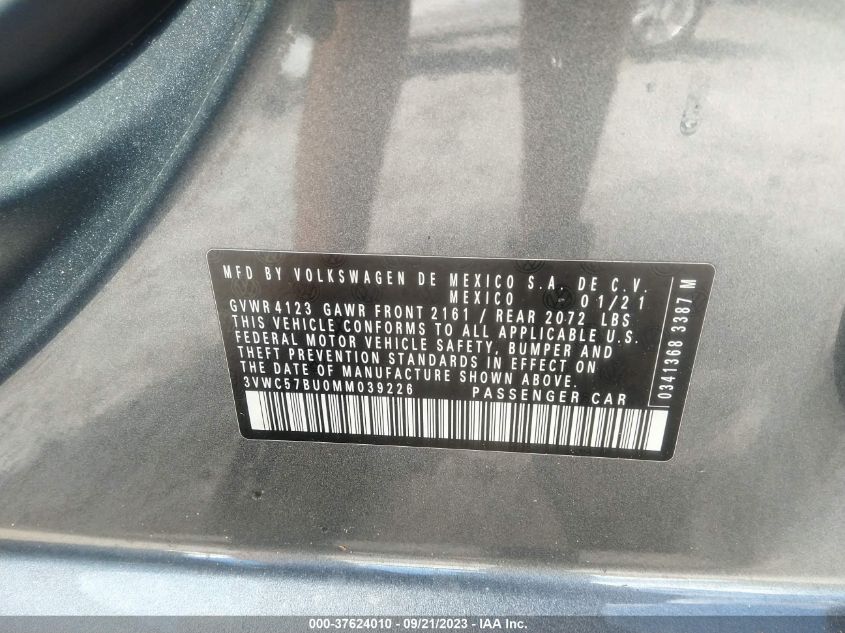 MFD BY VOLKSWAGEN DE MEXICO S.A. DE C.V.
MEXICO - 01/21
GVWR 4123 GAWR FRONT 2161 / REAR 2072 LBS
THIS VEHICLE CONFORMS TO ALL APPLICABLE U.S.
FEDERAL MOTOR VEHICLE SAFETY, BUMPER AND
THEFT PREVENTION STANDARDS IN EFFECT ON
THE DATE OF MANUFACTURE SHOWN ABOVE.
3VWC57BU0MM039226 PASSENGER CAR
0341368 3387 M
000-37624010 - 09/21/2023 - IAA Inc.